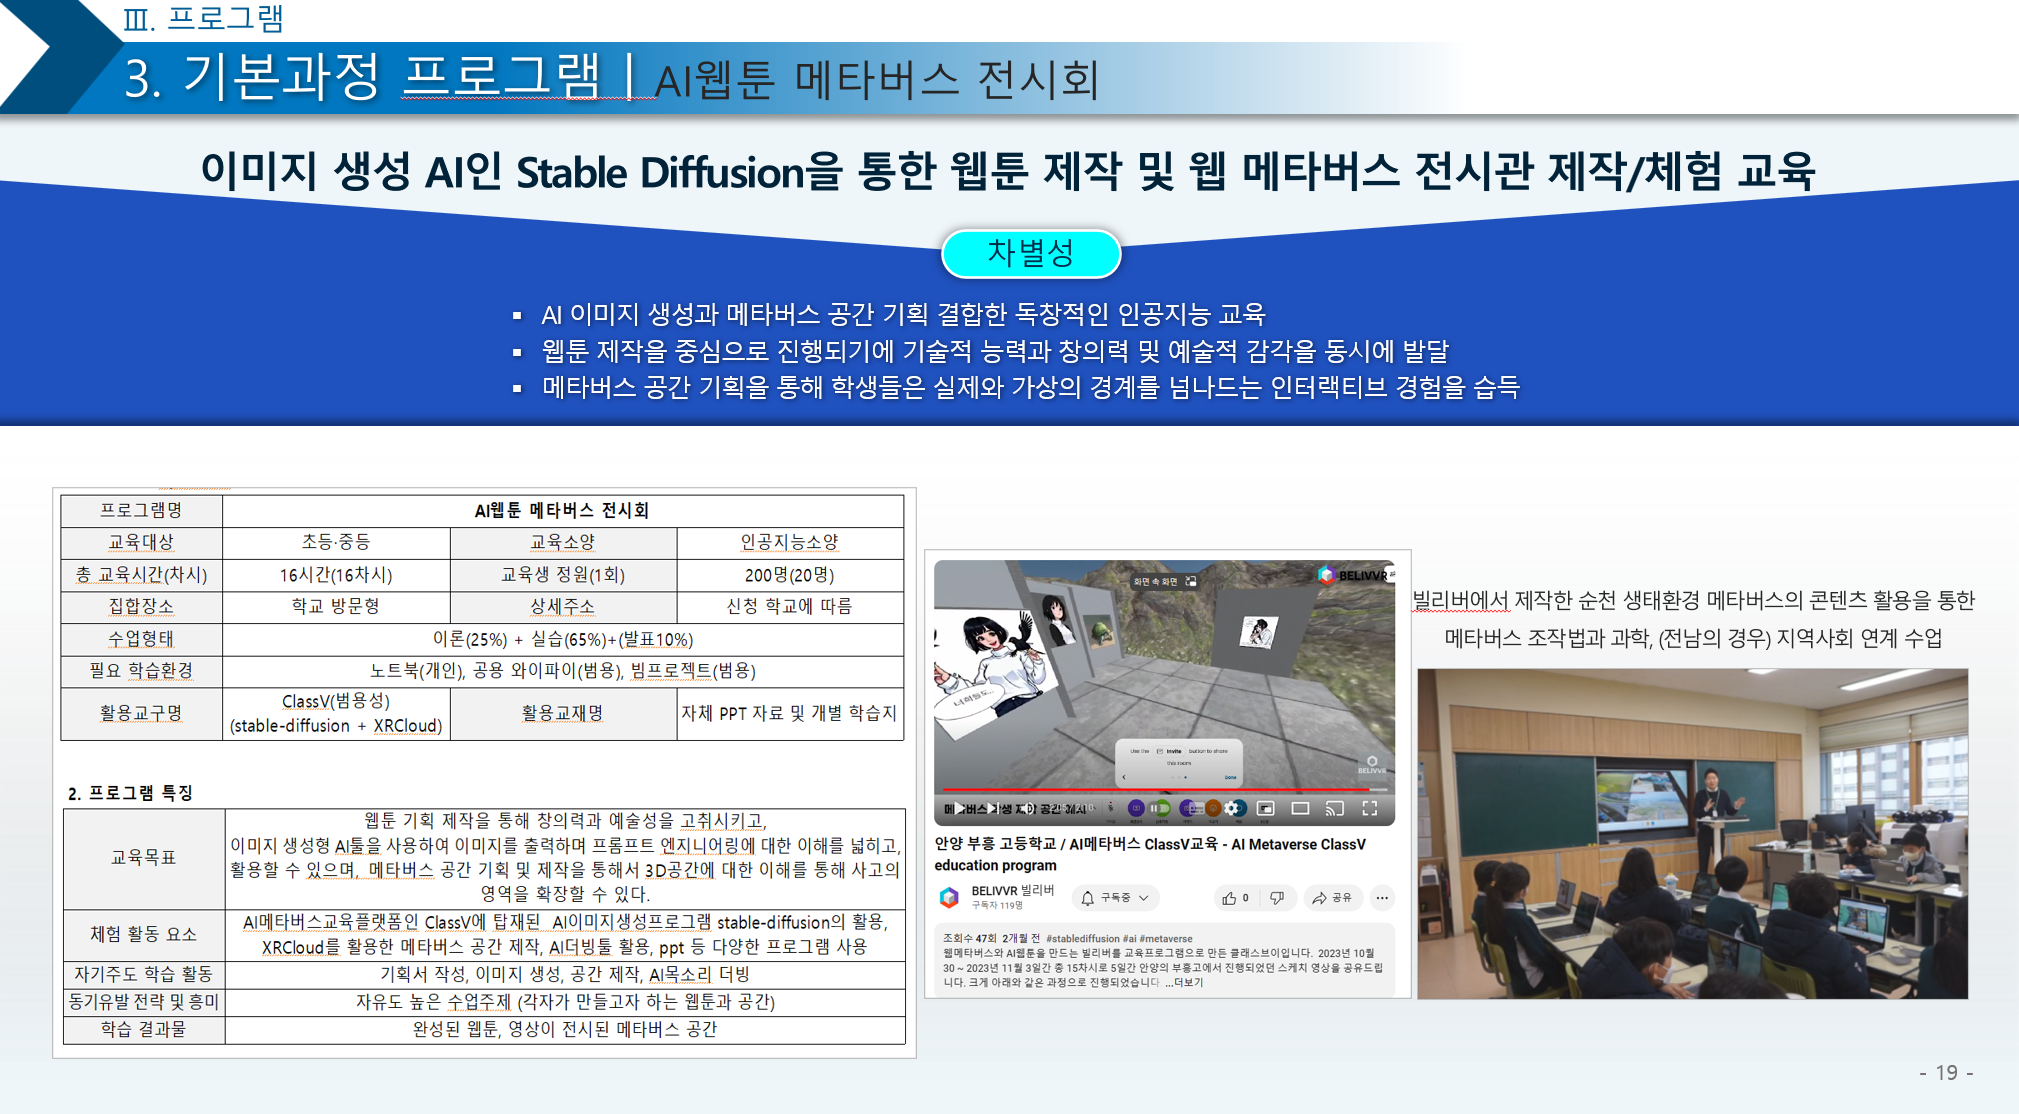 Ⅲ. 프로그램
3. 기본과정 프로그램 | AI웹툰 메타버스 전시회
이미지 생성 AI인 Stable Diffusion을 통한 웹툰 제작 및 웹 메타버스 전시관 제작/체험 교육
차별성
▪ AI 이미지 생성과 메타버스 공간 기획 결합한 독창적인 인공지능 교육
▪ 웹툰 제작을 중심으로 진행되기에 기술적 능력과 창의력 및 예술적 감각을 동시에 발달
▪ 메타버스 공간 기획을 통해 학생들은 실제와 가상의 경계를 넘나드는 인터랙티브 경험을 습득
프로그램명 AI웹툰 메타버스 전시회
교육대상 초등·중등 교육소양 인공지능소양
총 교육시간(차시) 16시간(16차시) 교육생 정원(1회) 200명(20명)
집합장소 학교 방문형 상세주소 신청 학교에 따름
수업형태 이론(25%) + 실습(65%)+(발표10%)
필요 학습환경 노트북(개인), 공용 와이파이(범용), 빔프로젝트(범용)
활용교구명 ClassV(범용성)
(stable-diffusion + XRCloud) 활용교재명 자체 PPT 자료 및 개별 학습지
2. 프로그램 특징
교육목표 웹툰 기획 제작을 통해 창의력과 예술성을 고취시키고,
이미지 생성형 AI툴을 사용하여 이미지를 출력하며 프롬프트 엔지니어링에 대한 이해를 넓히고,
활용할 수 있으며, 메타버스 공간 기획 및 제작을 통해서 3D공간에 대한 이해를 통해 사고의
영역을 확장할 수 있다.
체험 활동 요소 AI메타버스교육플랫폼인 ClassV에 탑재된 AI이미지생성프로그램 stable-diffusion의 활용,
XRCloud를 활용한 메타버스 공간 제작, AI더빙툴 활용, ppt 등 다양한 프로그램 사용
자기주도 학습 활동 기획서 작성, 이미지 생성, 공간 제작, AI목소리 더빙
동기유발 전략 및 흥미 자유도 높은 수업주제 (각자가 만들고자 하는 웹툰과 공간)
학습 결과물 완성된 웹툰, 영상이 전시된 메타버스 공간
화면 속 화면
BELIVVR
너희들도..
Use the Invite button to share
this room
Done
BELIVVR
안양 부흥 고등학교 / AI메타버스 ClassV교육 - AI Metaverse ClassV
education program
BELIVVR 빌리버
구독자 119명
구독중
0
공유
조회수 47회 2개월 전 #stablediffusion #ai #metaverse
웹메타버스와 AI웹툰을 만드는 빌리버를 교육프로그램으로 만든 클래스브이입니다. 2023년 10월
30 ~ 2023년 11월 3일간 총 15차시로 5일간 안양의 부흥고에서 진행되었던 스케치 영상을 공유드립
니다. 크게 아래와 같은 과정으로 진행되었습니다 ...더보기
빌리버에서 제작한 순천 생태환경 메타버스의 콘텐츠 활용을 통한
메타버스 조작법과 과학, (전남의 경우) 지역사회 연계 수업
- 19 -